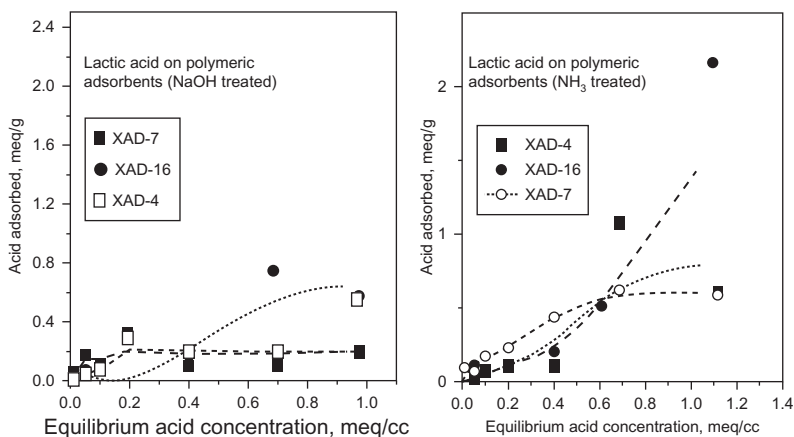 2.4
2.0
1.6
1.2
0.8
0.4
0.0
Acid adsorbed, meq/g
Lactic acid on polymeric
adsorbents (NaOH treated)
XAD-7
XAD-16
XAD-4
0.0 0.2 0.4 0.6 0.8 1.0
Equilibrium acid concentration, meq/cc
2
1
0
Acid adsorbed, meq/g
Lactic acid on polymeric
adsorbents (NH3 treated)
XAD-4
XAD-16
XAD-7
0.0 0.2 0.4 0.6 0.8 1.0 1.2 1.4
Equilibrium acid concentration, meq/cc